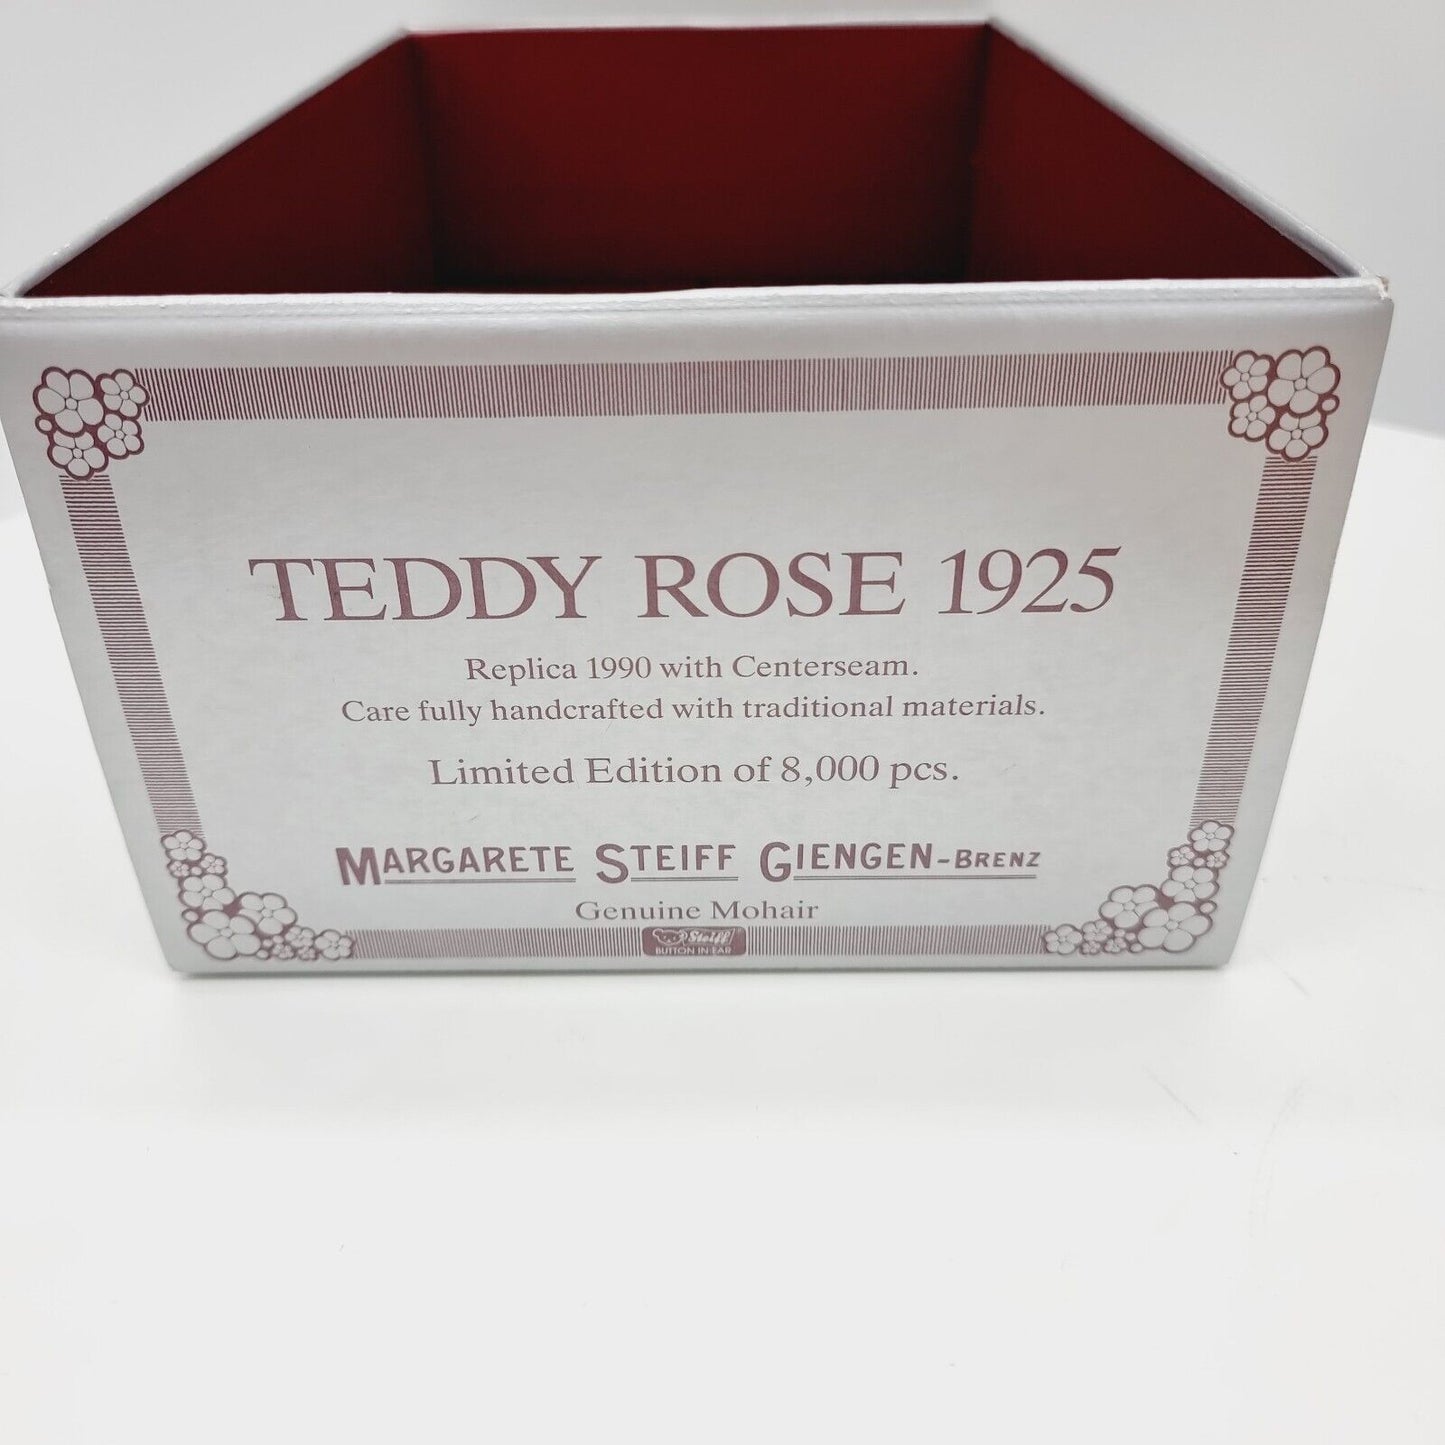 TEDDY ROSE 1925
Replica 1990 with Centerseam.
Care fully handcrafted with traditional materials.
Limited Edition of 8,000 pcs.
MARGARETE STEIFF GIENGEN-BRENZ
Genuine Mohair
Steiff
BUTTON IN EAR